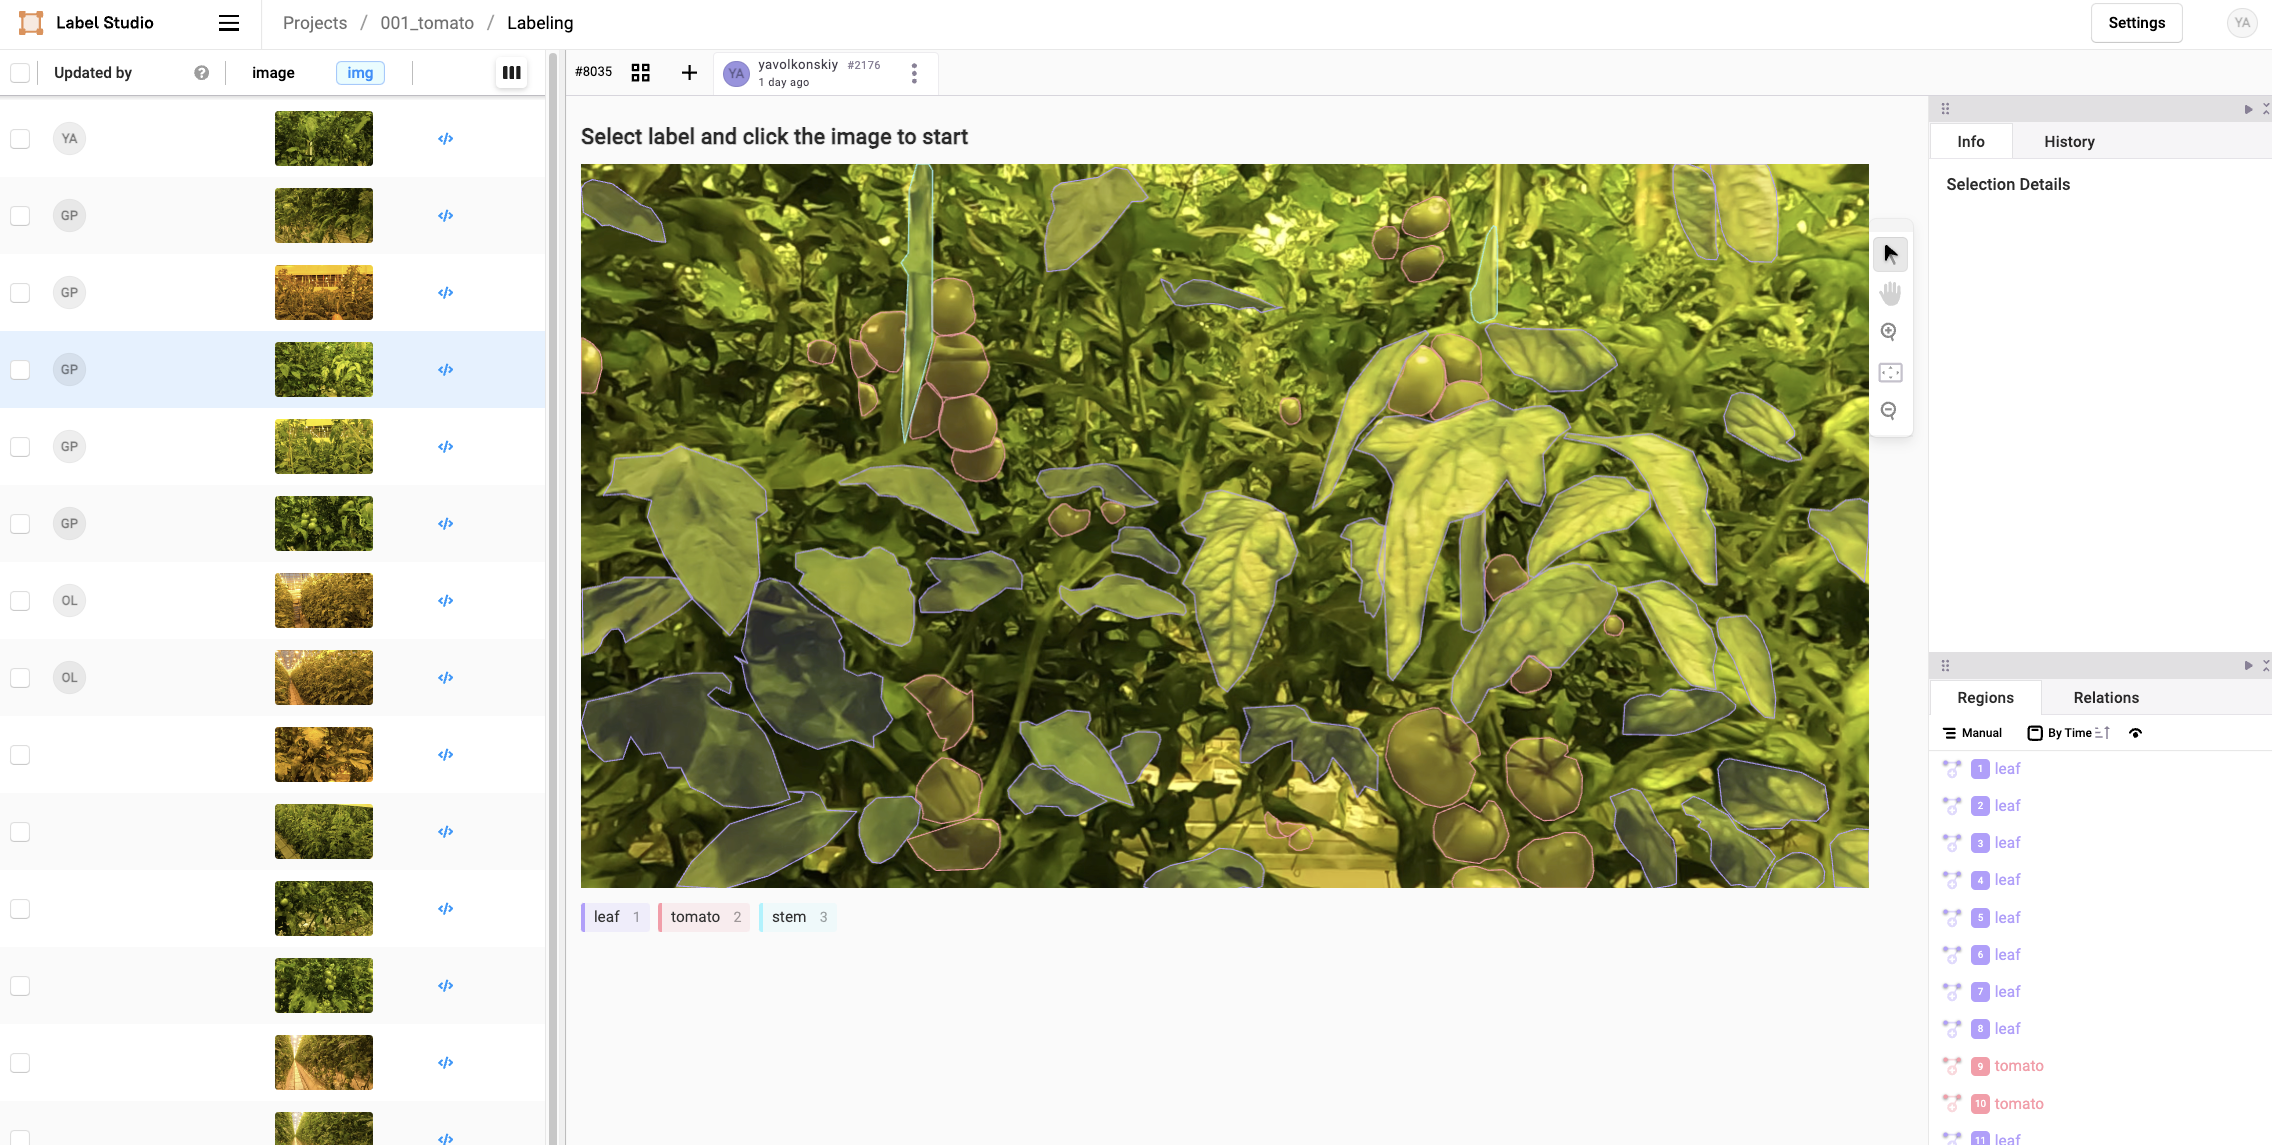 Label Studio
Projects / 001_tomato / Labeling
Settings
YA
Updated by
?
image
img
#8035
YA
yavolkonskiy #2176
1 day ago
YA
GP
GP
GP
GP
GP
OL
OL
Select label and click the image to start
leaf 1
tomato 2
stem 3
Info
History
Selection Details
Regions
Relations
Manual
By Time
1 leaf
2 leaf
3 leaf
4 leaf
5 leaf
6 leaf
7 leaf
8 leaf
9 tomato
10 tomato
11 leaf